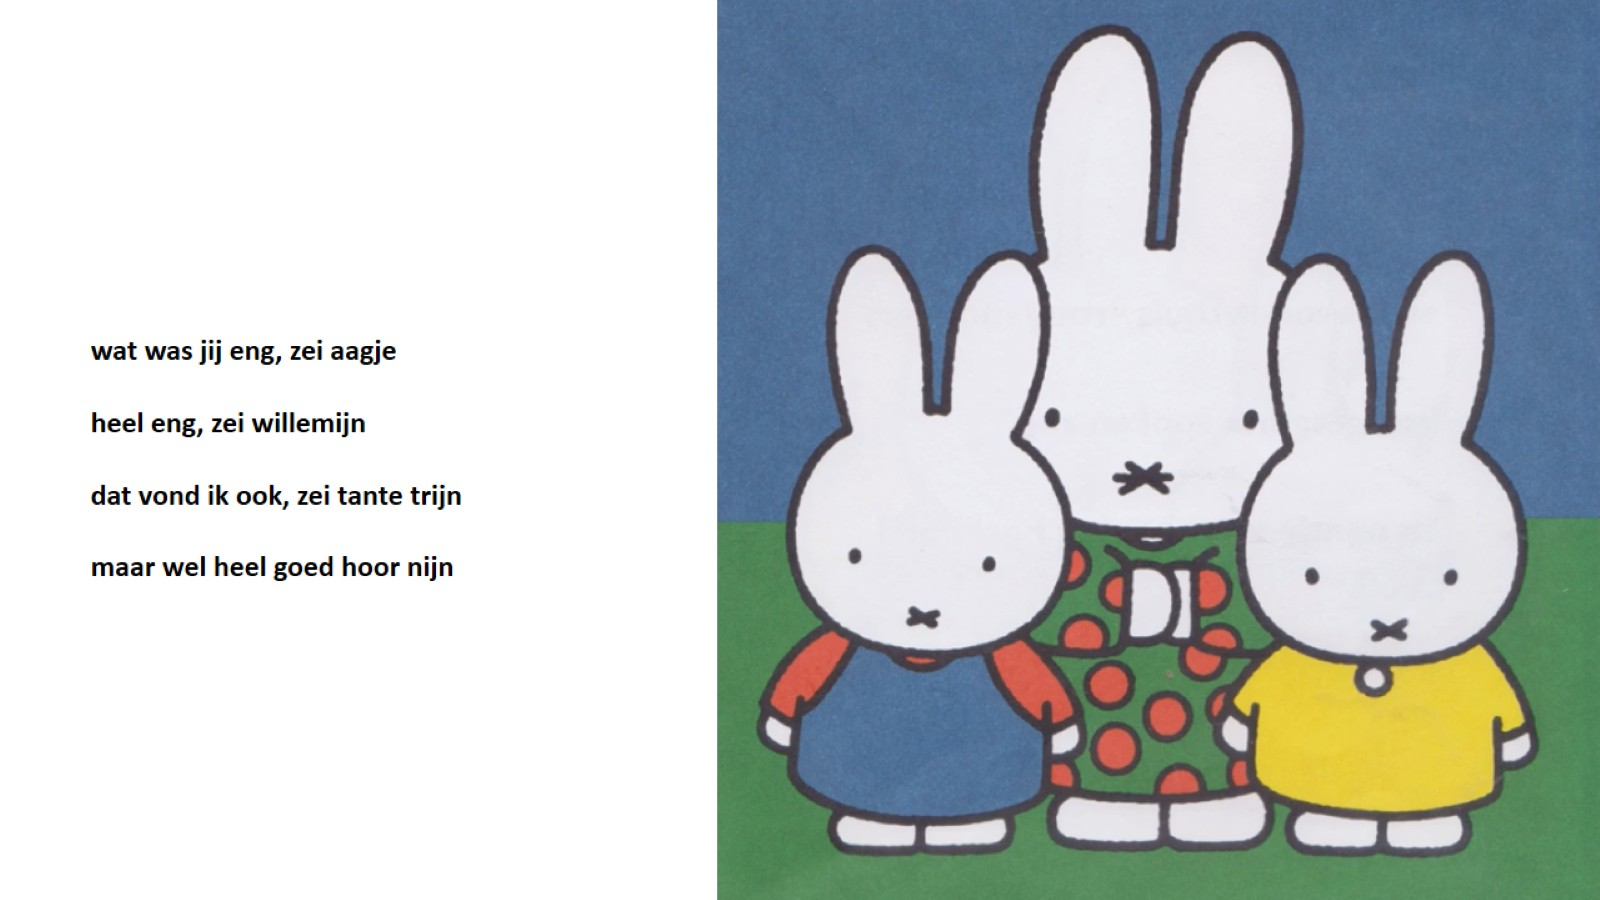 wat was jij eng, zei aagje
heel eng, zei willemijn
dat vond ik ook, zei tante trijn
maar wel heel goed hoor nijn